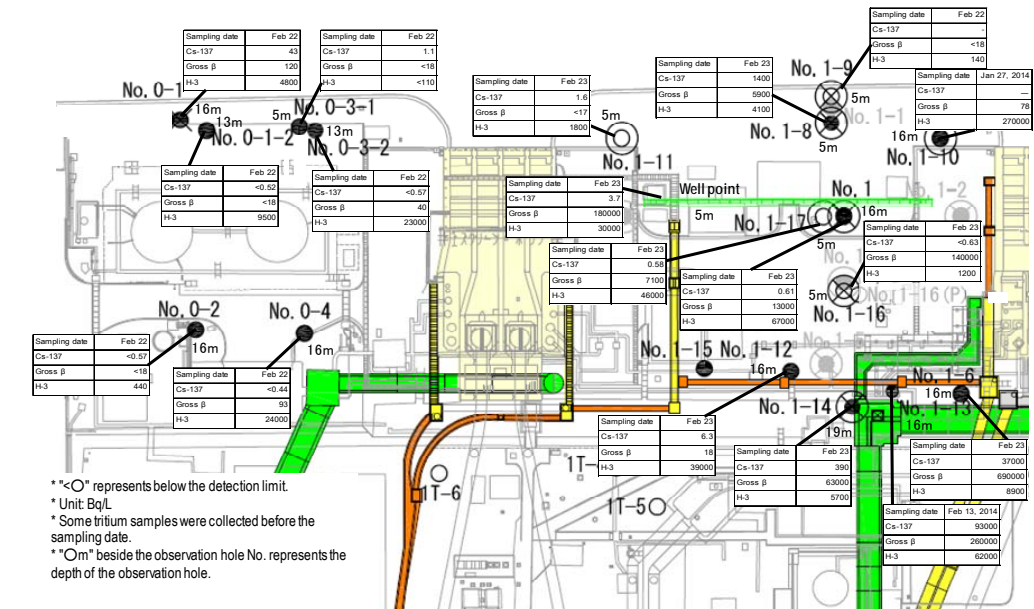 Sampling date Feb 22
Cs-137 -
Gross β <18
H-3 140
Sampling date Feb 22
Cs-137 43
Gross β 120
H-3 4800
Sampling date Feb 22
Cs-137 1.1
Gross β <18
H-3 <110
Sampling date Feb 23
Cs-137 1400
Gross β 5900
H-3 4100
No. 1-9
5m
Sampling date Jan 27, 2014
Cs-137 —
Gross β 78
H-3 270000
Sampling date Feb 23
Cs-137 1.6
Gross β <17
H-3 1800
No. 0-1
16m
13m
No. 0-1-2
5m
No. 0-3-1
13m
No. 0-3-2
5m
No. 1-11
No. 1-8
5m
No. 1-1
16m
No. 1-10
Sampling date Feb 22
Cs-137 <0.52
Gross β <18
H-3 9500
Sampling date Feb 22
Cs-137 <0.57
Gross β 40
H-3 23000
Sampling date Feb 23
Cs-137 3.7
Gross β 180000
H-3 30000
Well point
5m
No. 1
No. 1-2
No. 1-17
16m
5m
Sampling date Feb 23
Cs-137 <0.63
Gross β 140000
H-3 1200
Sampling date Feb 23
Cs-137 0.58
Gross β 7100
H-3 46000
Sampling date Feb 23
Cs-137 0.61
Gross β 13000
H-3 67000
5m
No. 1-16(P)
No. 1-16
No. 0-2
16m
No. 0-4
16m
Sampling date Feb 22
Cs-137 <0.57
Gross β <18
H-3 440
Sampling date Feb 22
Cs-137 <0.44
Gross β 93
H-3 24000
No. 1-15
No. 1-12
16m
No. 1-6
16m
No. 1-14
19m
No. 1-13
16m
Sampling date Feb 23
Cs-137 6.3
Gross β 18
H-3 39000
Sampling date Feb 23
Cs-137 390
Gross β 63000
H-3 5700
Sampling date Feb 23
Cs-137 37000
Gross β 690000
H-3 8900
Sampling date Feb 13, 2014
Cs-137 93000
Gross β 260000
H-3 62000
1T-6
1T-
1T-5
* "<O" represents below the detection limit.
* Unit: Bq/L
* Some tritium samples were collected before the
sampling date.
* "Om" beside the observation hole No. represents the
depth of the observation hole.